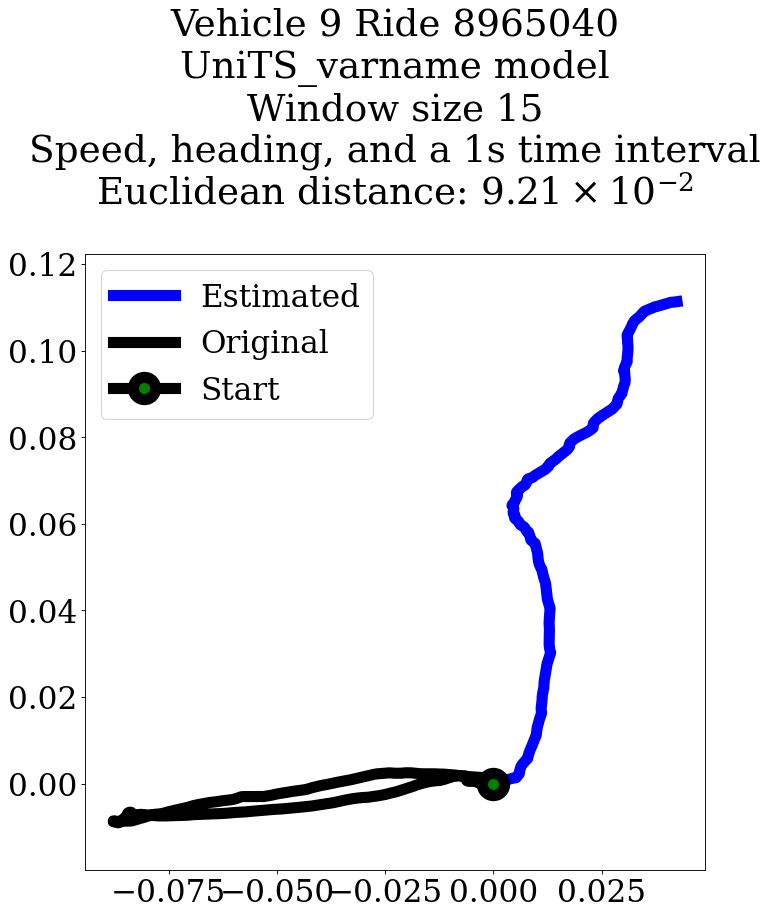 Vehicle 9 Ride 8965040
UniTS_varname model
Window size 15
Speed, heading, and a 1s time interval
Euclidean distance: 9.21 × 10⁻²
0.12
0.10
0.08
0.06
0.04
0.02
0.00
Estimated
Original
Start
−0.075 −0.050 −0.025 0.000 0.025